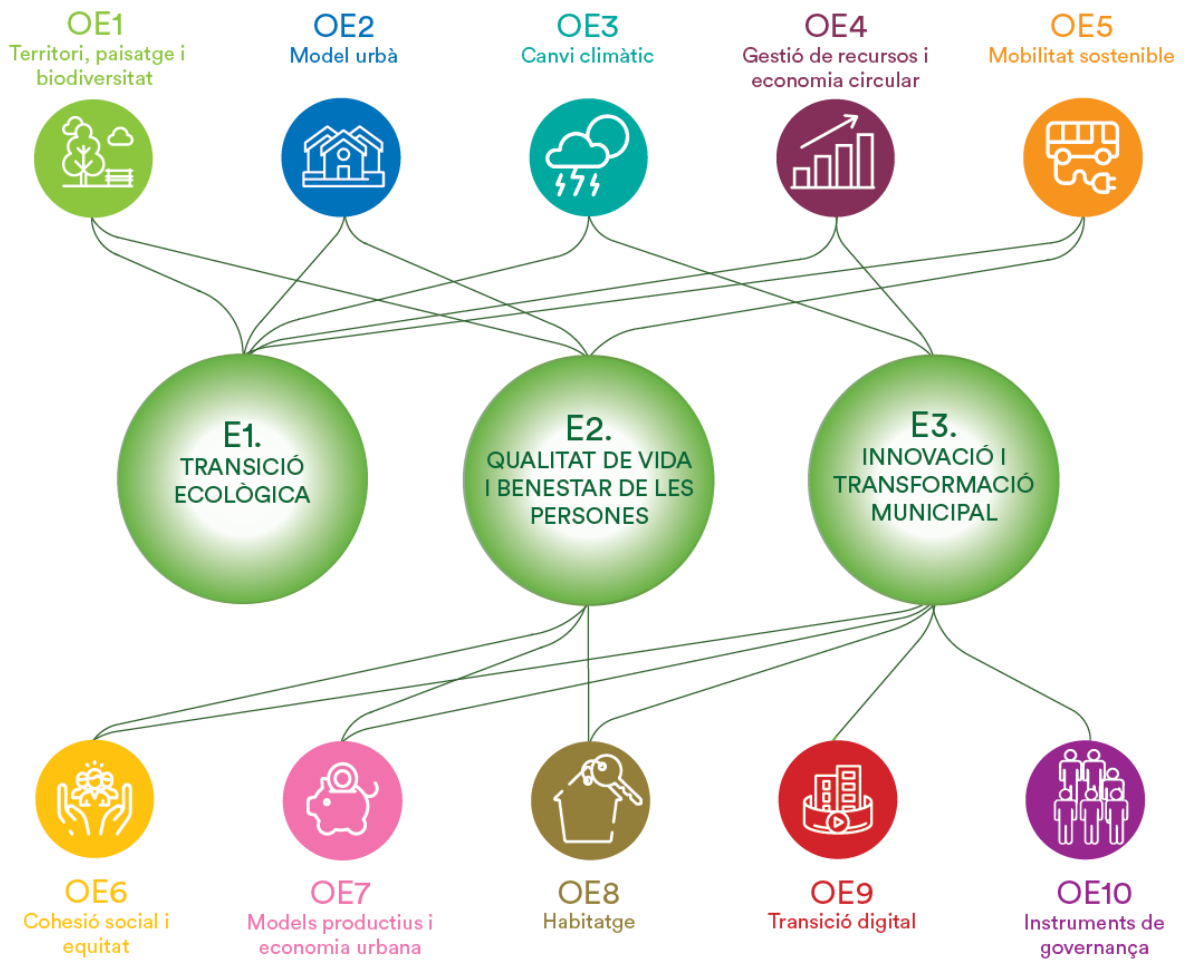 OE1
Territori, paisatge i
biodiversitat
OE2
Model urbà
OE3
Canvi climàtic
OE4
Gestió de recursos i
economia circular
OE5
Mobilitat sostenible
E1.
TRANSICIÓ
ECOLÒGICA
E2.
QUALITAT DE VIDA
I BENESTAR DE LES
PERSONES
E3.
INNOVACIÓ I
TRANSFORMACIÓ
MUNICIPAL
OE6
Cohesió social i
equitat
OE7
Models productius i
economia urbana
OE8
Habitatge
OE9
Transició digital
OE10
Instruments de
governança